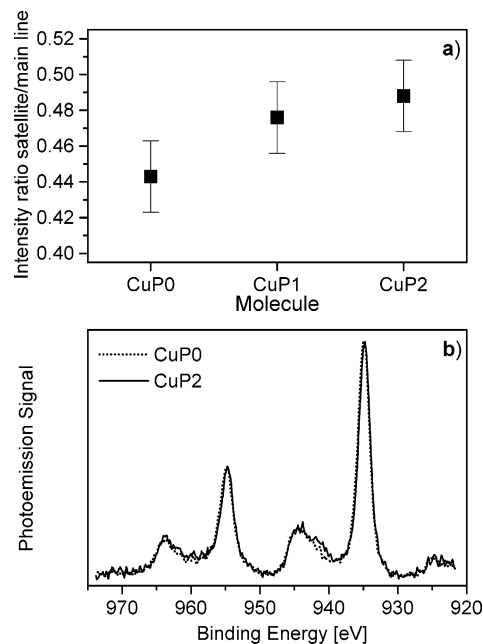 a)
Intensity ratio satellite/main line
0.52
0.50
0.48
0.46
0.44
0.42
0.40
CuP0 CuP1 CuP2
Molecule
b)
CuP0
CuP2
Photoemission Signal
970 960 950 940 930 920
Binding Energy [eV]